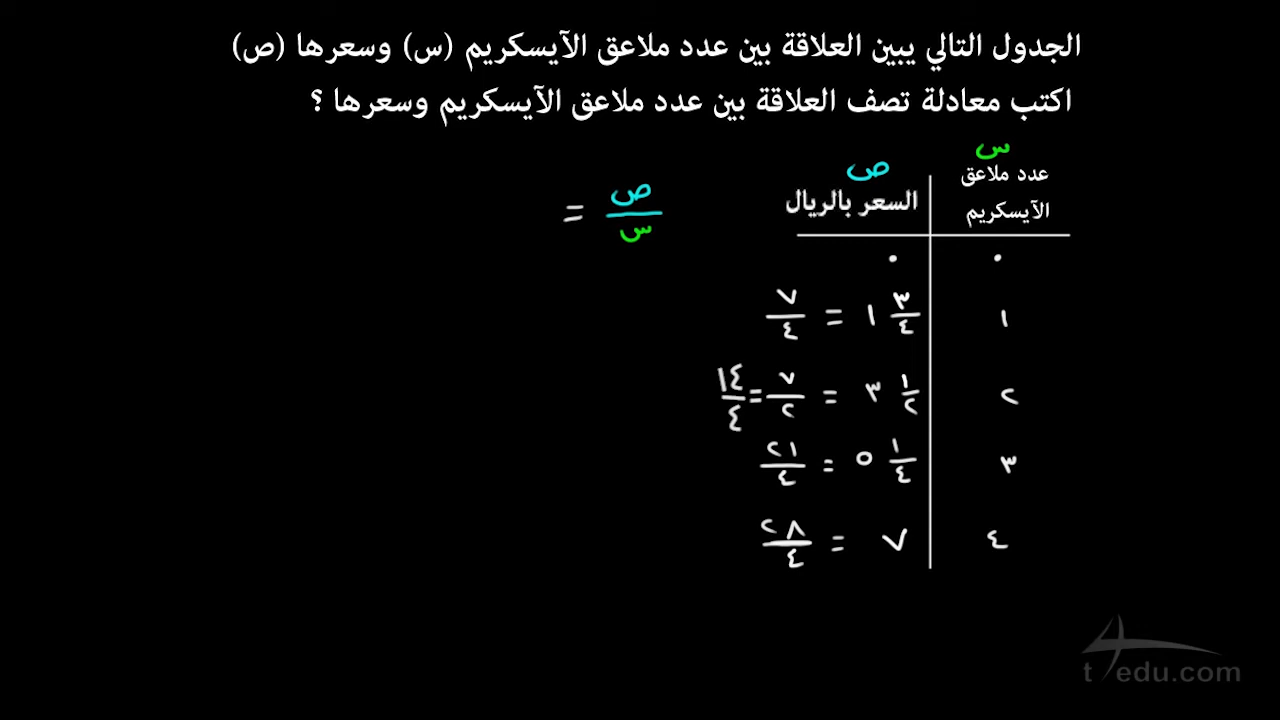 الجدول التالي يبين العلاقة بين عدد ملاعق الآيسكريم (س) وسعرها (ص)
اكتب معادلة تصف العلاقة بين عدد ملاعق الآيسكريم وسعرها ؟
س ص
عدد ملاعق الآيسكريم السعر بالريال
ص/س =
٠ ٠
١ ١ ٣/٤ = ٧/٤
٢ ٣ ١/٢ = ٧/٢ = ١٤/٤
٣ ٥ ١/٤ = ٢١/٤
٤ ٧ = ٢٨/٤
t4edu.com